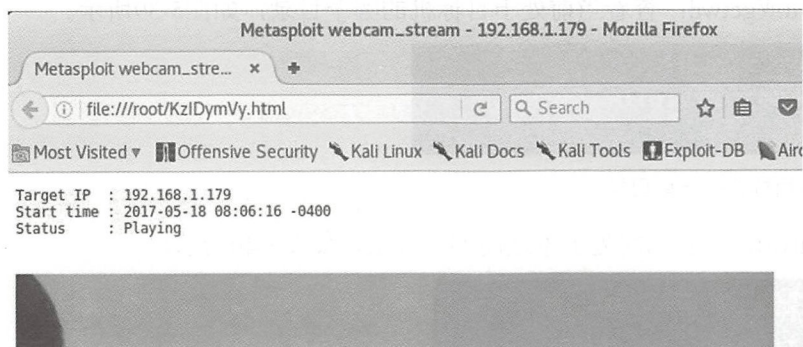 Metasploit webcam_stream - 192.168.1.179 - Mozilla Firefox
Metasploit webcam_stre...
file:///root/KzIDymVy.html
Search
Most Visited Offensive Security Kali Linux Kali Docs Kali Tools Exploit-DB Airc
Target IP : 192.168.1.179
Start time : 2017-05-18 08:06:16 -0400
Status : Playing